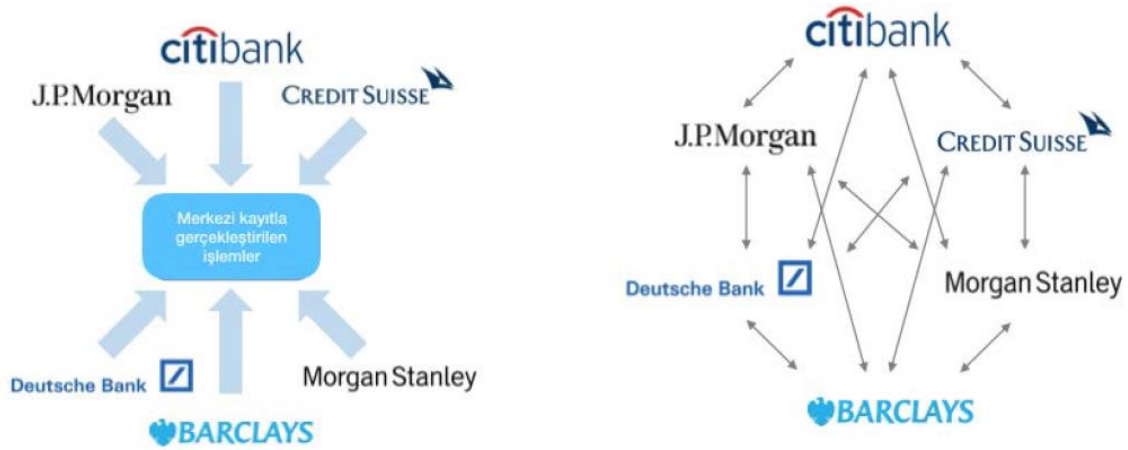 citibank
J.P.Morgan
CREDIT SUISSE
Merkezi kayıtla
gerçekleştirilen
işlemler
Deutsche Bank
Morgan Stanley
BARCLAYS
citibank
J.P.Morgan
CREDIT SUISSE
Deutsche Bank
Morgan Stanley
BARCLAYS